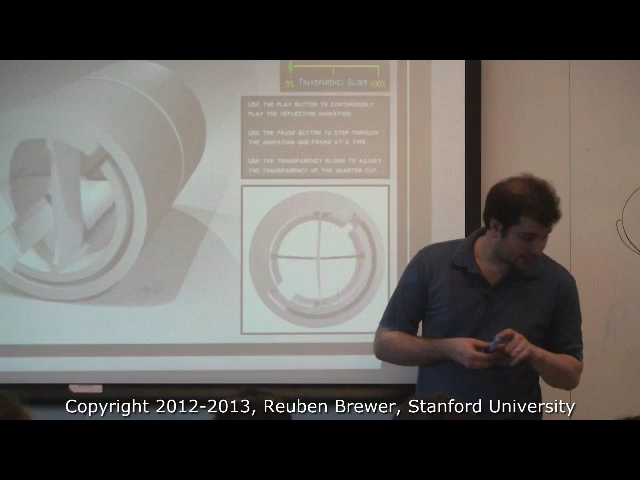 0% TRANSPARENCY SLIDER 100%
USE THE PLAY BUTTON TO CONTINUOUSLY
PLAY THE DEFLECTION ANIMATION.
USE THE PAUSE BUTTON TO STEP THROUGH
THE ANIMATION ONE FRAME AT A TIME.
USE THE TRANSPARENCY SLIDER TO ADJUST
THE TRANSPARENCY OF THE QUARTER CUT.
Copyright 2012-2013, Reuben Brewer, Stanford University